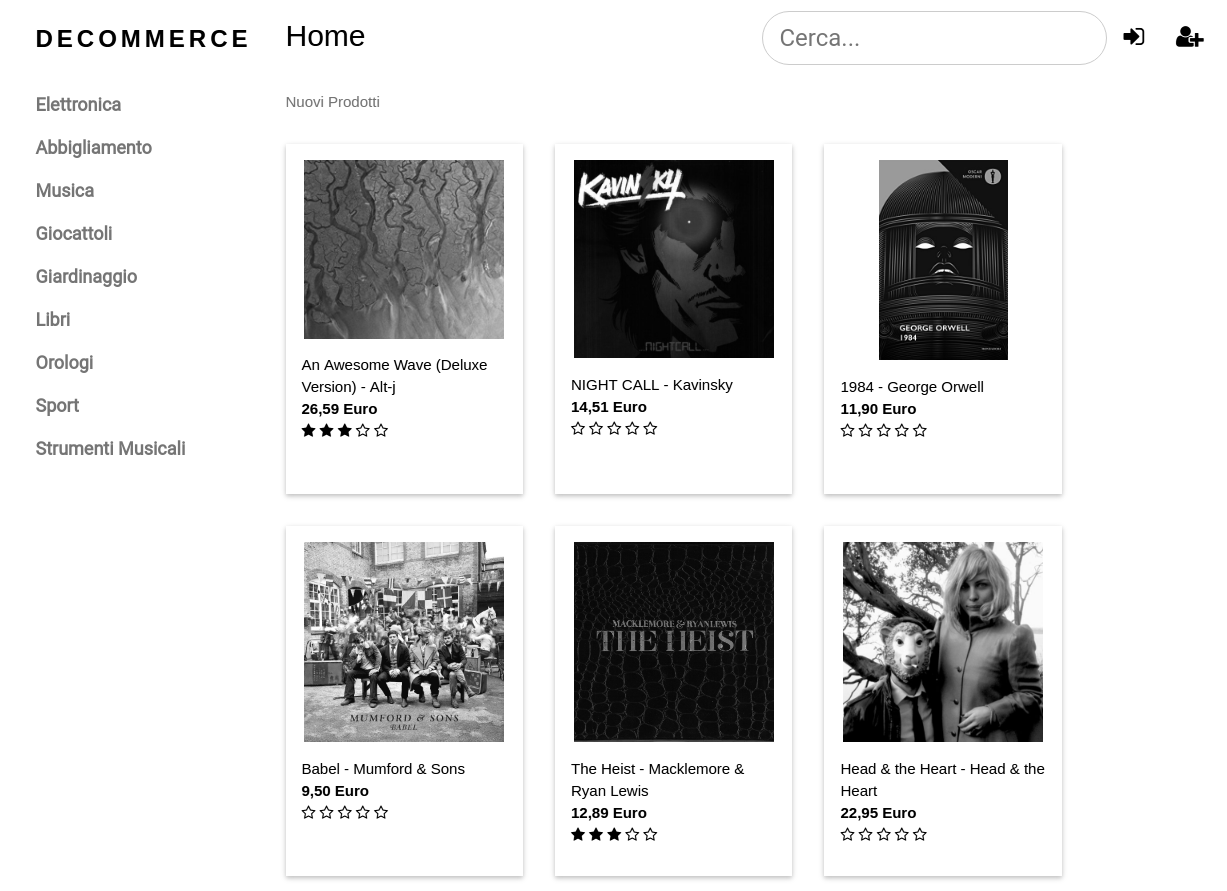 DECOMMERCE
Home
Cerca...
Elettronica
Abbigliamento
Musica
Giocattoli
Giardinaggio
Libri
Orologi
Sport
Strumenti Musicali
Nuovi Prodotti
An Awesome Wave (Deluxe
Version) - Alt-j
26,59 Euro
KAVINSKY
...NIGHTCALL...
NIGHT CALL - Kavinsky
14,51 Euro
OSCAR
MODERNI
GEORGE ORWELL
1984
1984 - George Orwell
11,90 Euro
MUMFORD & SONS
BABEL
Babel - Mumford & Sons
9,50 Euro
MACKLEMORE & RYAN LEWIS
THE HEIST
The Heist - Macklemore &
Ryan Lewis
12,89 Euro
Head & the Heart - Head & the
Heart
22,95 Euro